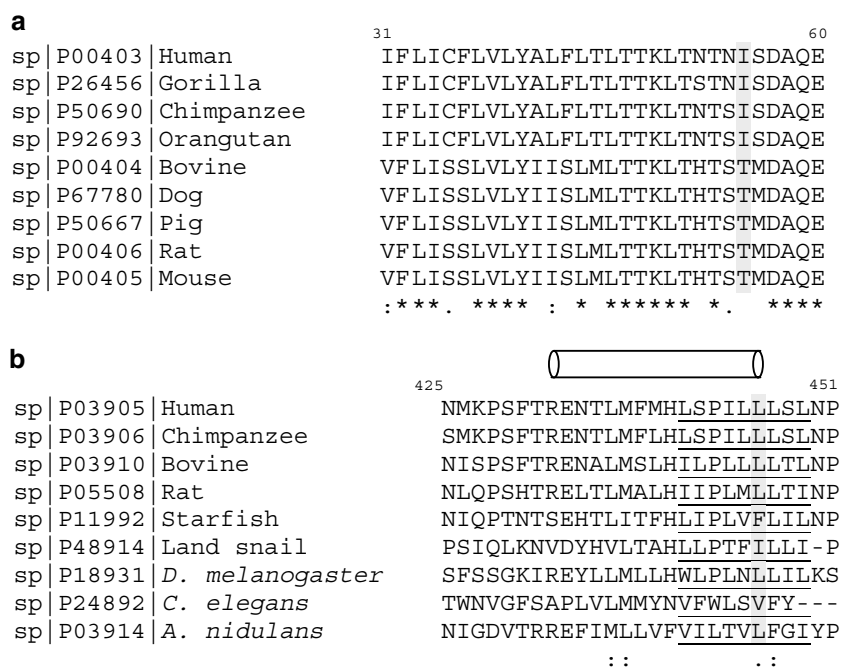 a
31 60
sp|P00403|Human IFLICFLVLYALFLTLTTKLTNTNISDAQE
sp|P26456|Gorilla IFLICFLVLYALFLTLTTKLTSTNISDAQE
sp|P50690|Chimpanzee IFLICFLVLYALFLTLTTKLTNTSISDAQE
sp|P92693|Orangutan IFLICFLVLYALFLTLTTKLTNTSISDAQE
sp|P00404|Bovine VFLISSLVLYIISLMLTTKLTHTSTMDAQE
sp|P67780|Dog VFLISSLVLYIISLMLTTKLTHTSTMDAQE
sp|P50667|Pig VFLISSLVLYIISLMLTTKLTHTSTMDAQE
sp|P00406|Rat VFLISSLVLYIISLMLTTKLTHTSTMDAQE
sp|P00405|Mouse VFLISSLVLYIISLMLTTKLTHTSTMDAQE
:***. **** : * ****** *. ****
b
425 451
sp|P03905|Human NMKPSFTRENTLMFMHLSPILLLSLNP
sp|P03906|Chimpanzee SMKPSFTRENTLMFLHLSPILLLSLNP
sp|P03910|Bovine NISPSFTRENALMSLHILPLLLLTLNP
sp|P05508|Rat NLQPSHTRELTLMALHIIPLMLLTINP
sp|P11992|Starfish NIQPTNTSEHTLITFHLIPLVFLILNP
sp|P48914|Land snail PSIQLKNVDYHVLTAHLLPTFILLI-P
sp|P18931|D. melanogaster SFSSGKIREYLLMLLHWLPLNLLILKS
sp|P24892|C. elegans TWNVGFSAPLVLMMYNVFWLSVFY---
sp|P03914|A. nidulans NIGDVTRREFIMLLVFVILTVLFGIYP
:: .: